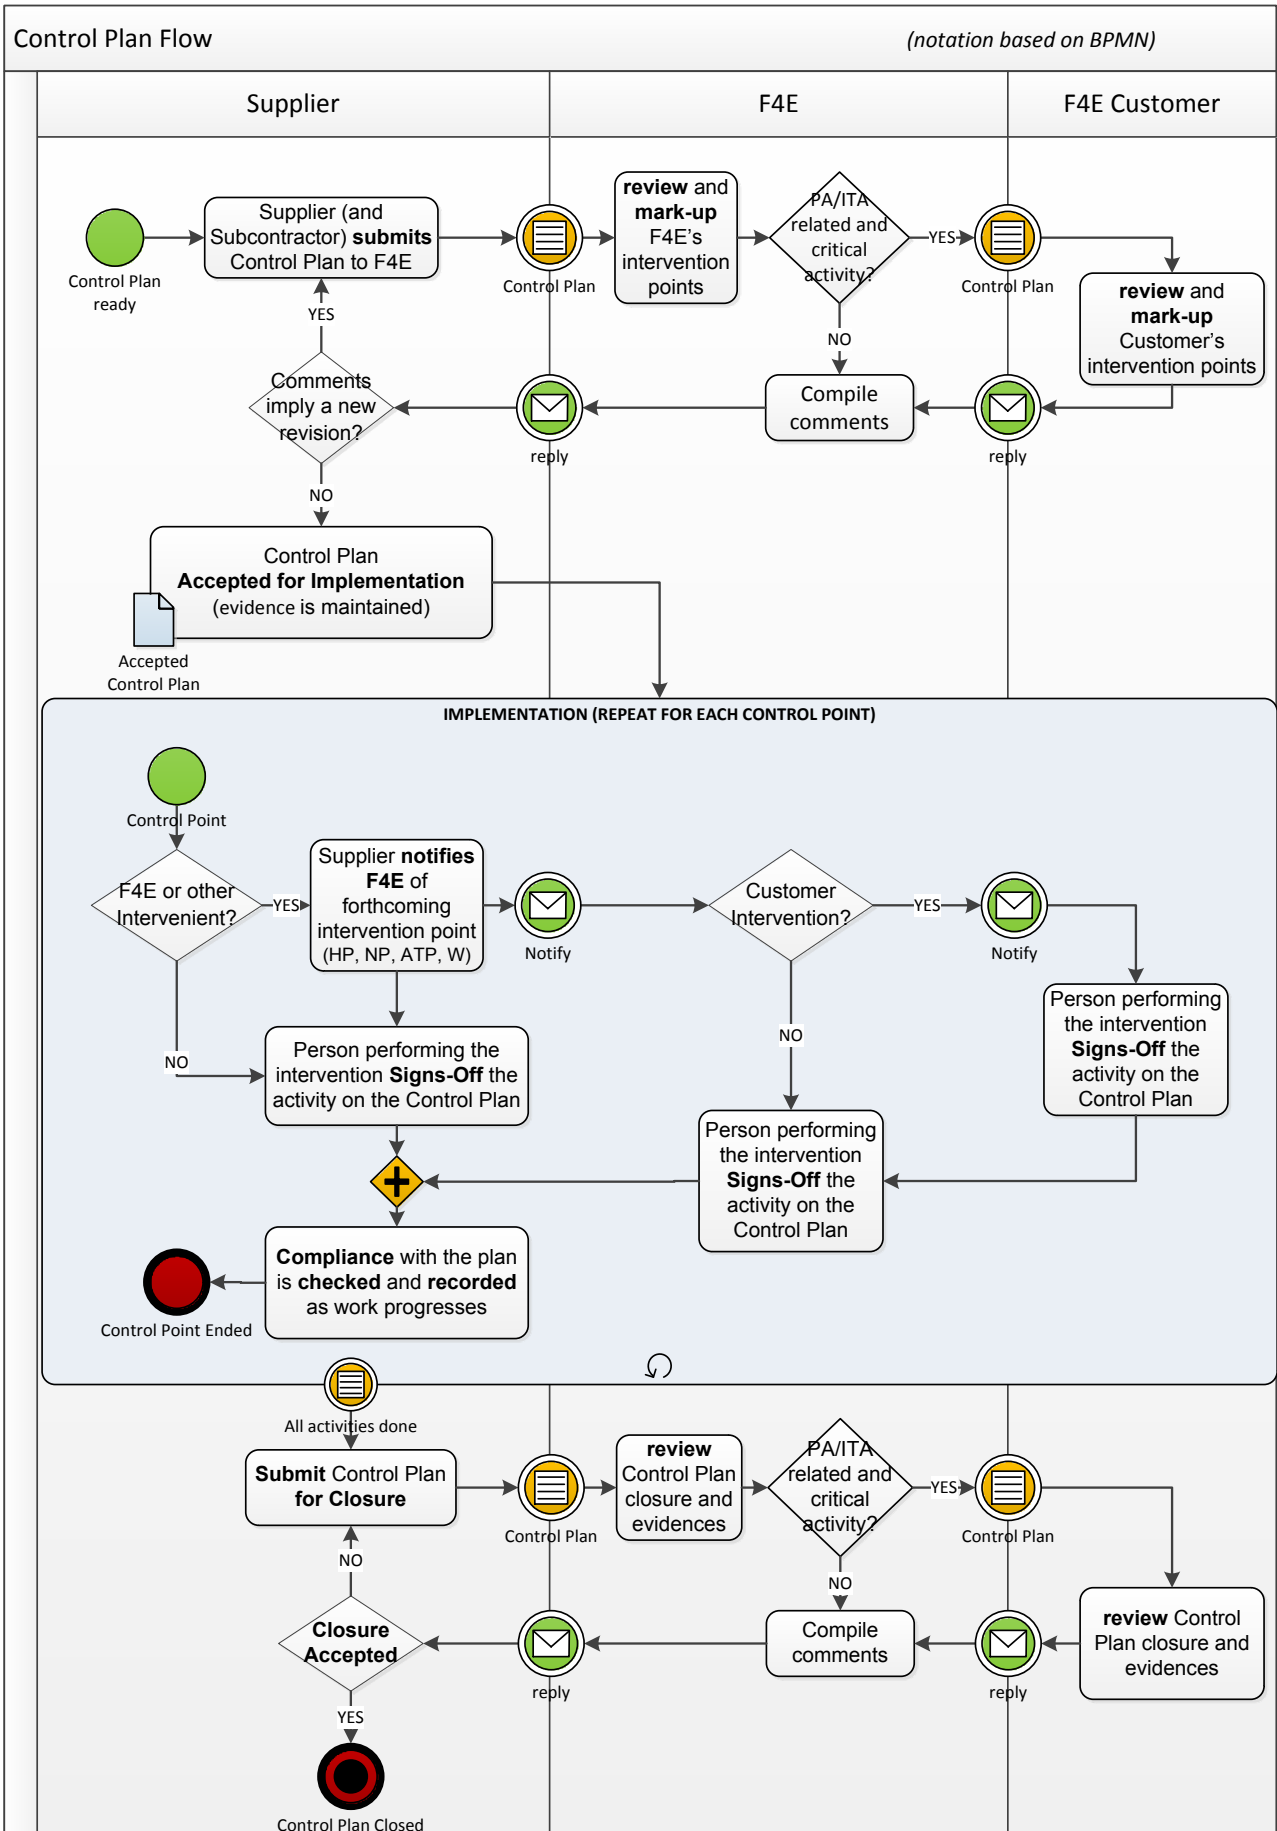 Control Plan Flow
(notation based on BPMN)
Supplier
F4E
F4E Customer
Control Plan
ready
Supplier (and
Subcontractor) submits
Control Plan to F4E
Control Plan
review and
mark-up
F4E's
intervention
points
PA/ITA
related and
critical
activity?
YES
Control Plan
review and
mark-up
Customer's
intervention points
NO
Compile
comments
reply
reply
YES
Comments
imply a new
revision?
NO
Control Plan
Accepted for Implementation
(evidence is maintained)
Accepted
Control Plan
IMPLEMENTATION (REPEAT FOR EACH CONTROL POINT)
Control Point
F4E or other
Intervenient?
YES
Supplier notifies
F4E of
forthcoming
intervention point
(HP, NP, ATP, W)
Notify
Customer
Intervention?
YES
Notify
Person performing
the intervention
Signs-Off the
activity on the
Control Plan
NO
NO
Person performing the
intervention Signs-Off the
activity on the Control Plan
Person performing
the intervention
Signs-Off the
activity on the
Control Plan
Compliance with the plan
is checked and recorded
as work progresses
Control Point Ended
All activities done
Submit Control Plan
for Closure
Control Plan
review
Control Plan
closure and
evidences
PA/ITA
related and
critical
activity?
YES
Control Plan
NO
NO
review Control
Plan closure and
evidences
Compile
comments
reply
reply
Closure
Accepted
YES
Control Plan Closed